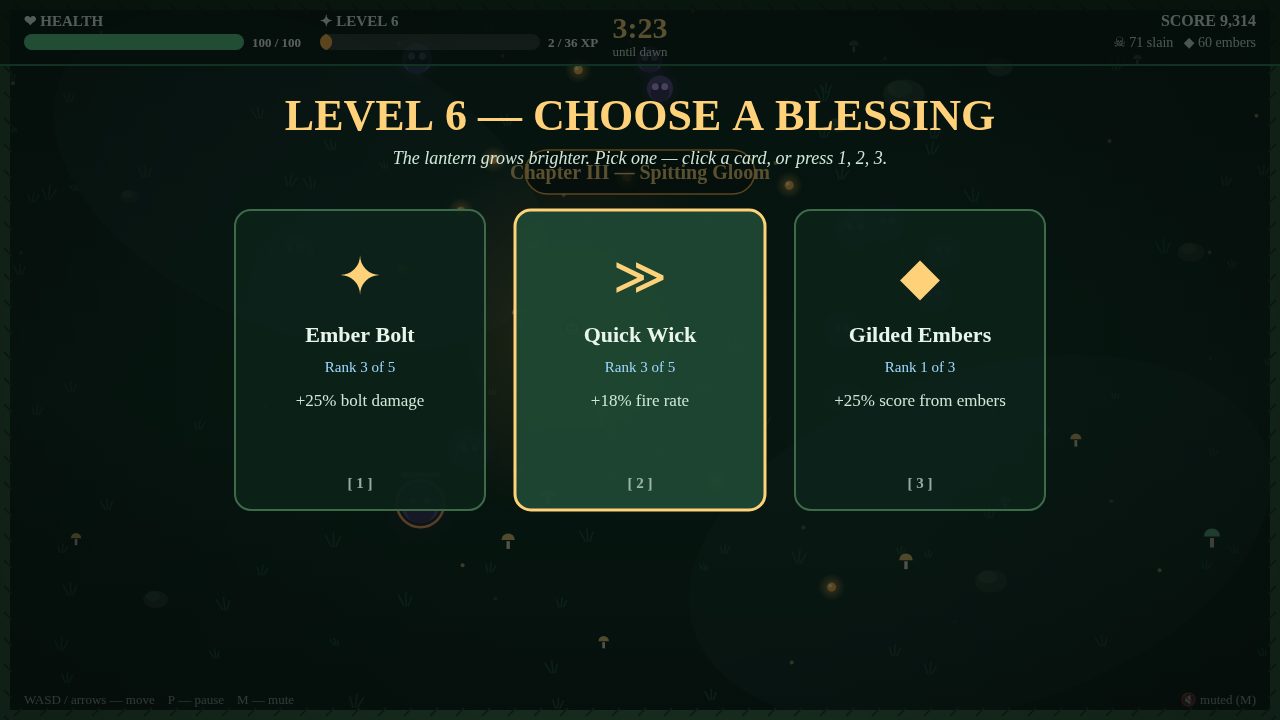 ❤ HEALTH
100 / 100
✦ LEVEL 6
2 / 36 XP
3:23
until dawn
SCORE 9,314
☠ 71 slain ◆ 60 embers
LEVEL 6 — CHOOSE A BLESSING
The lantern grows brighter. Pick one — click a card, or press 1, 2, 3.
Chapter III — Spitting Gloom
✦
Ember Bolt
Rank 3 of 5
+25% bolt damage
[ 1 ]
≫
Quick Wick
Rank 3 of 5
+18% fire rate
[ 2 ]
◆
Gilded Embers
Rank 1 of 3
+25% score from embers
[ 3 ]
WASD / arrows — move P — pause M — mute
🔇 muted (M)